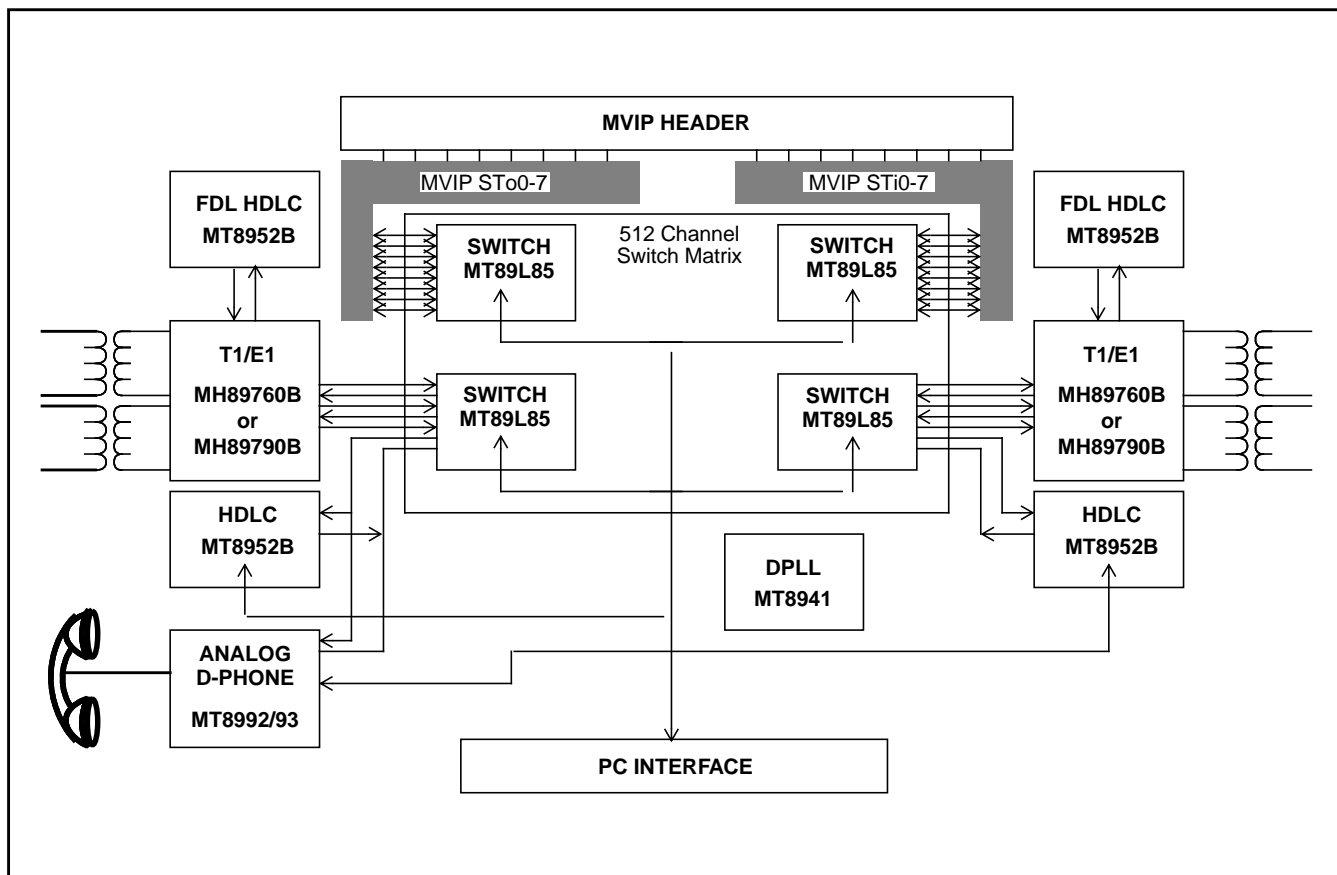 MVIP HEADER
MVIP STo0-7
MVIP STi0-7
FDL HDLC
MT8952B
SWITCH
MT89L85
512 Channel
Switch Matrix
SWITCH
MT89L85
FDL HDLC
MT8952B
T1/E1
MH89760B
or
MH89790B
SWITCH
MT89L85
SWITCH
MT89L85
T1/E1
MH89760B
or
MH89790B
HDLC
MT8952B
DPLL
MT8941
HDLC
MT8952B
ANALOG
D-PHONE
MT8992/93
PC INTERFACE